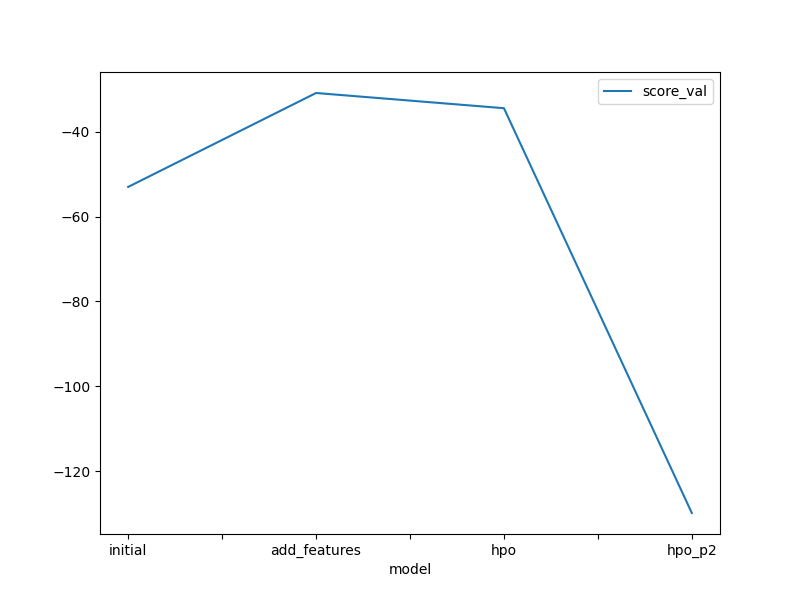 score_val
−40
−60
−80
−100
−120
initial add_features hpo hpo_p2
model